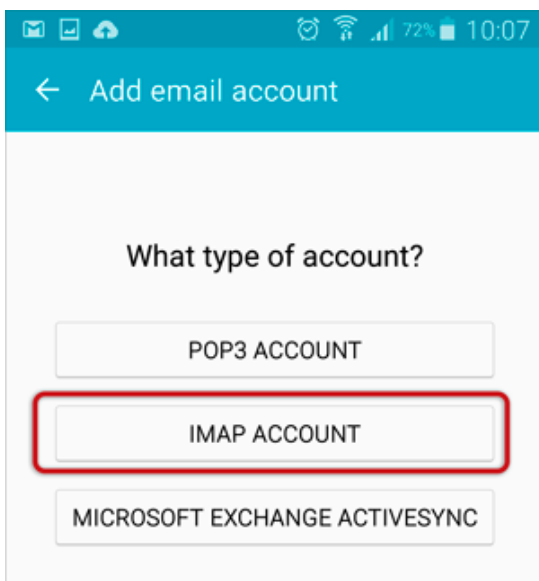 72% 10:07
Add email account
What type of account?
POP3 ACCOUNT
IMAP ACCOUNT
MICROSOFT EXCHANGE ACTIVESYNC